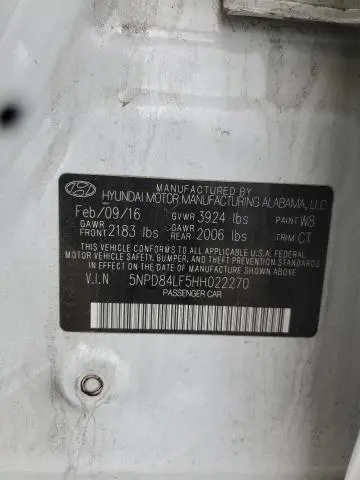 MANUFACTURED BY
HYUNDAI MOTOR MANUFACTURING ALABAMA, LLC
Feb/09/16 GVWR 3924 lbs PAINT W8
GAWR FRONT 2183 lbs GAWR REAR 2006 lbs TRIM CT
THIS VEHICLE CONFORMS TO ALL APPLICABLE U.S.A. FEDERAL
MOTOR VEHICLE SAFETY, BUMPER, AND THEFT PREVENTION
STANDARDS IN EFFECT ON THE DATE OF MANUFACTURE SHOWN ABOVE.
V.I.N 5NPD84LF5HH022270
PASSENGER CAR